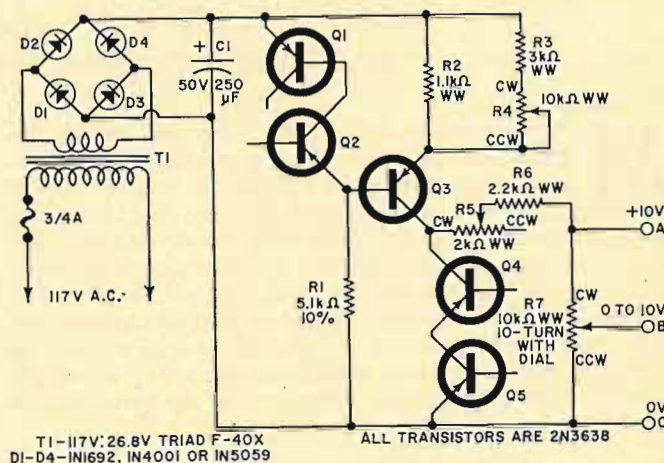 D2
D4
D1
D3
+
C1
50V 250
μF
Q1
Q2
R2
1.1kΩ
WW
R3
3kΩ
WW
CW
10kΩ WW
R4
CCW
Q3
R6
2.2kΩ WW
R5
CW
CCW
2kΩ WW
+10V
A
T1
3/4A
117V A.C.
R1
5.1kΩ
10%
Q4
R7
10kΩ WW
10-TURN
WITH
DIAL
CW
0 TO 10V
B
CCW
Q5
0V
C
T1-117V:26.8V TRIAD F-40X
D1-D4-1N1692, 1N4001 OR 1N5059
ALL TRANSISTORS ARE 2N3638